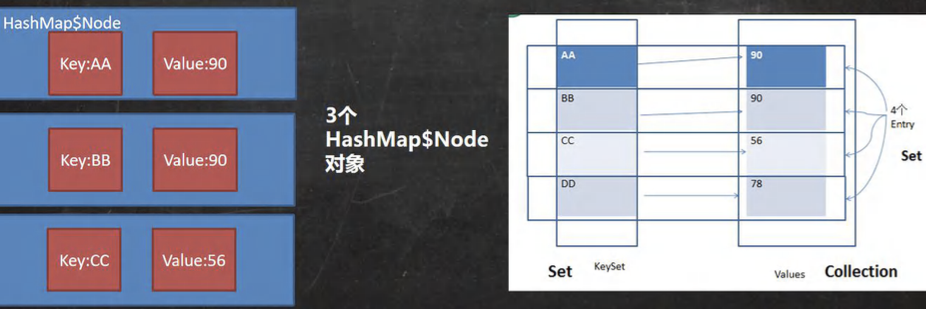 HashMap$Node
Key:AA Value:90
Key:BB Value:90
Key:CC Value:56
3个
HashMap$Node
对象
AA 90
BB 90
CC 56
DD 78
4个
Entry
Set
Set KeySet Values Collection